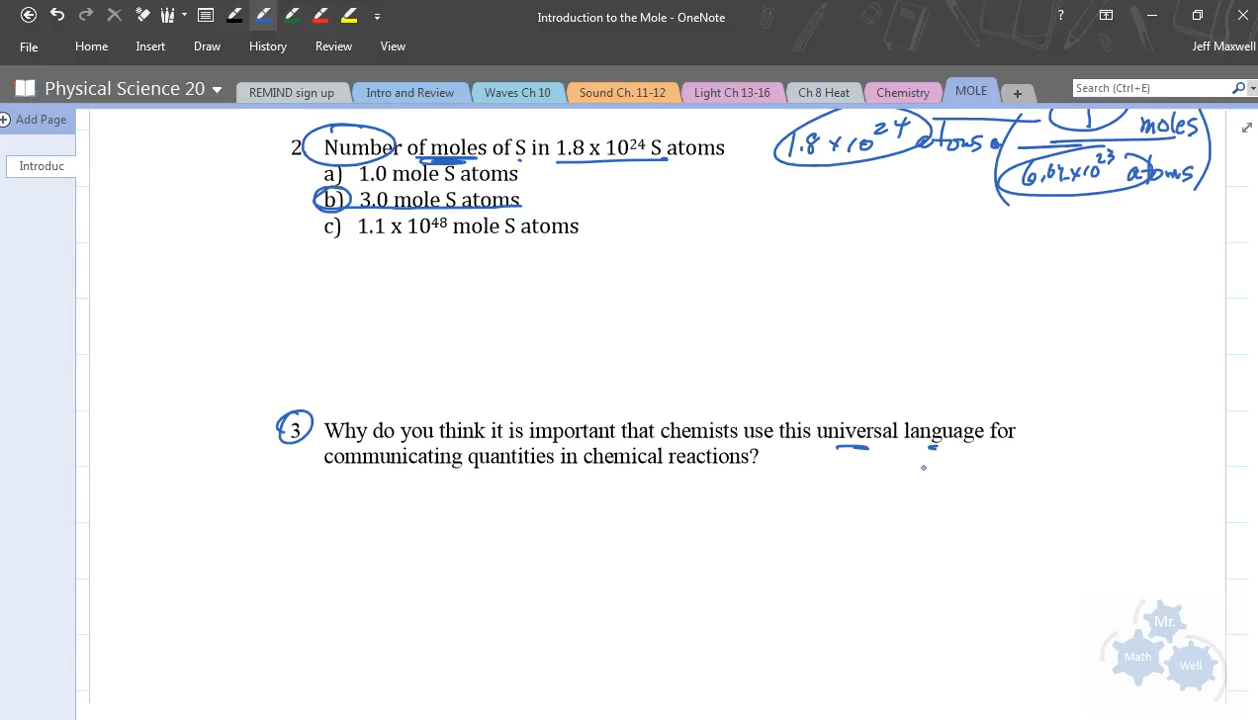 Introduction to the Mole - OneNote
?
File
Home
Insert
Draw
History
Review
View
Jeff Maxwell
Physical Science 20
REMIND sign up
Intro and Review
Waves Ch 10
Sound Ch. 11-12
Light Ch 13-16
Ch 8 Heat
Chemistry
MOLE
Search (Ctrl+E)
Add Page
Introduc
1.8 x 10²⁴ atoms
1
moles
6.02x10²³ atoms
2 Number of moles of S in 1.8 x 10²⁴ S atoms
a) 1.0 mole S atoms
b) 3.0 mole S atoms
c) 1.1 x 10⁴⁸ mole S atoms
3 Why do you think it is important that chemists use this universal language for
communicating quantities in chemical reactions?
Mr.
Math
Well